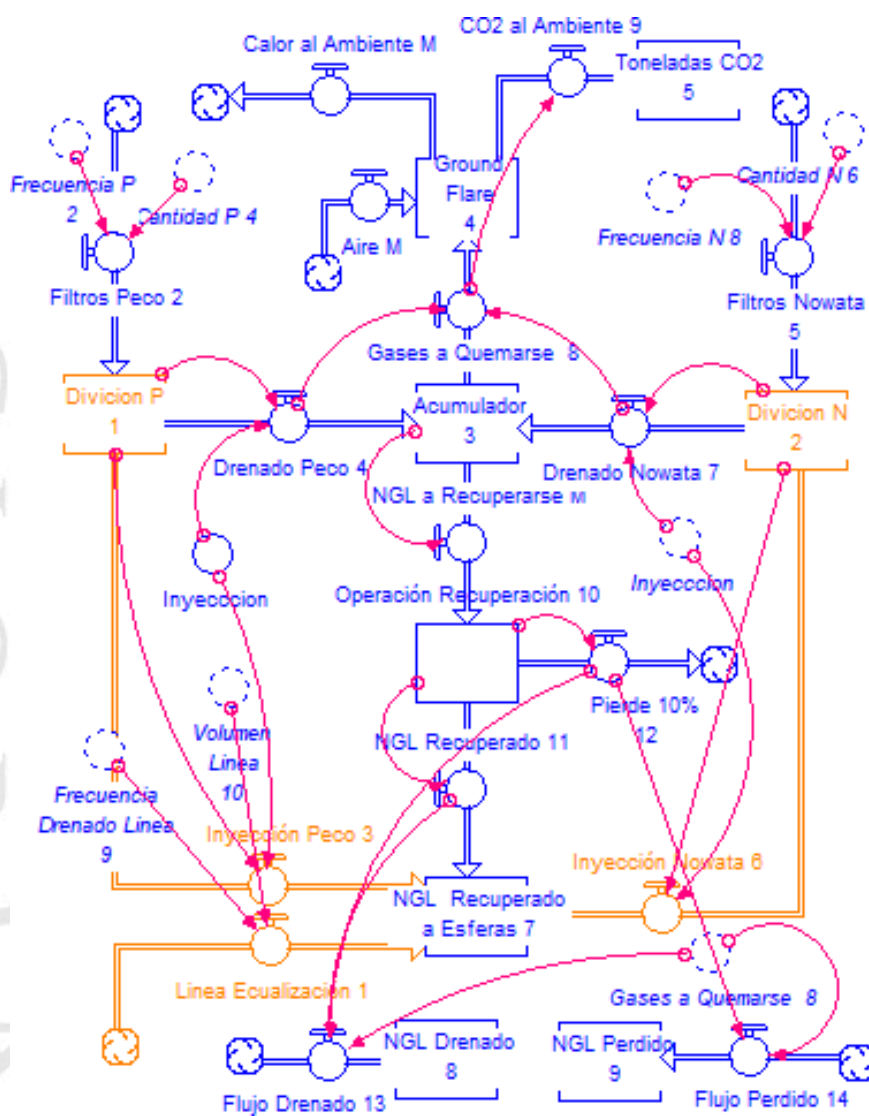 CO2 al Ambiente 9
Calor al Ambiente M
Toneladas CO2
5
Frecuencia P
2
Cantidad P 4
Ground
Flare
4
Cantidad N 6
Frecuencia N 8
Aire M
Filtros Peco 2
Filtros Nowata
5
Gases a Quemarse 8
Divicion P
1
Acumulador
3
Divicion N
2
Drenado Peco 4
Drenado Nowata 7
NGL a Recuperarse M
Inyecccion
Inyecccion
Operación Recuperación 10
Pierde 10%
12
Volumen
Linea
10
NGL Recuperado 11
Frecuencia
Drenado Linea
9
Inyección Peco 3
Inyección Nowata 6
NGL Recuperado
a Esferas 7
Linea Ecualización 1
Gases a Quemarse 8
NGL Drenado
8
NGL Perdido
9
Flujo Drenado 13
Flujo Perdido 14